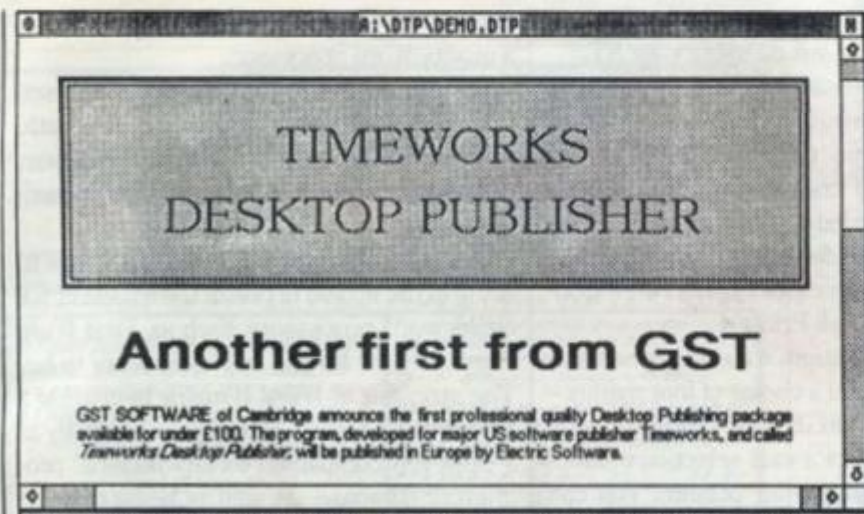 A:\DTP\DEMO.DTP
TIMEWORKS
DESKTOP PUBLISHER
Another first from GST
GST SOFTWARE of Cambridge announce the first professional quality Desktop Publishing package
available for under £100. The program, developed for major US software publisher Timeworks, and called
Timeworks Desktop Publisher, will be published in Europe by Electric Software.